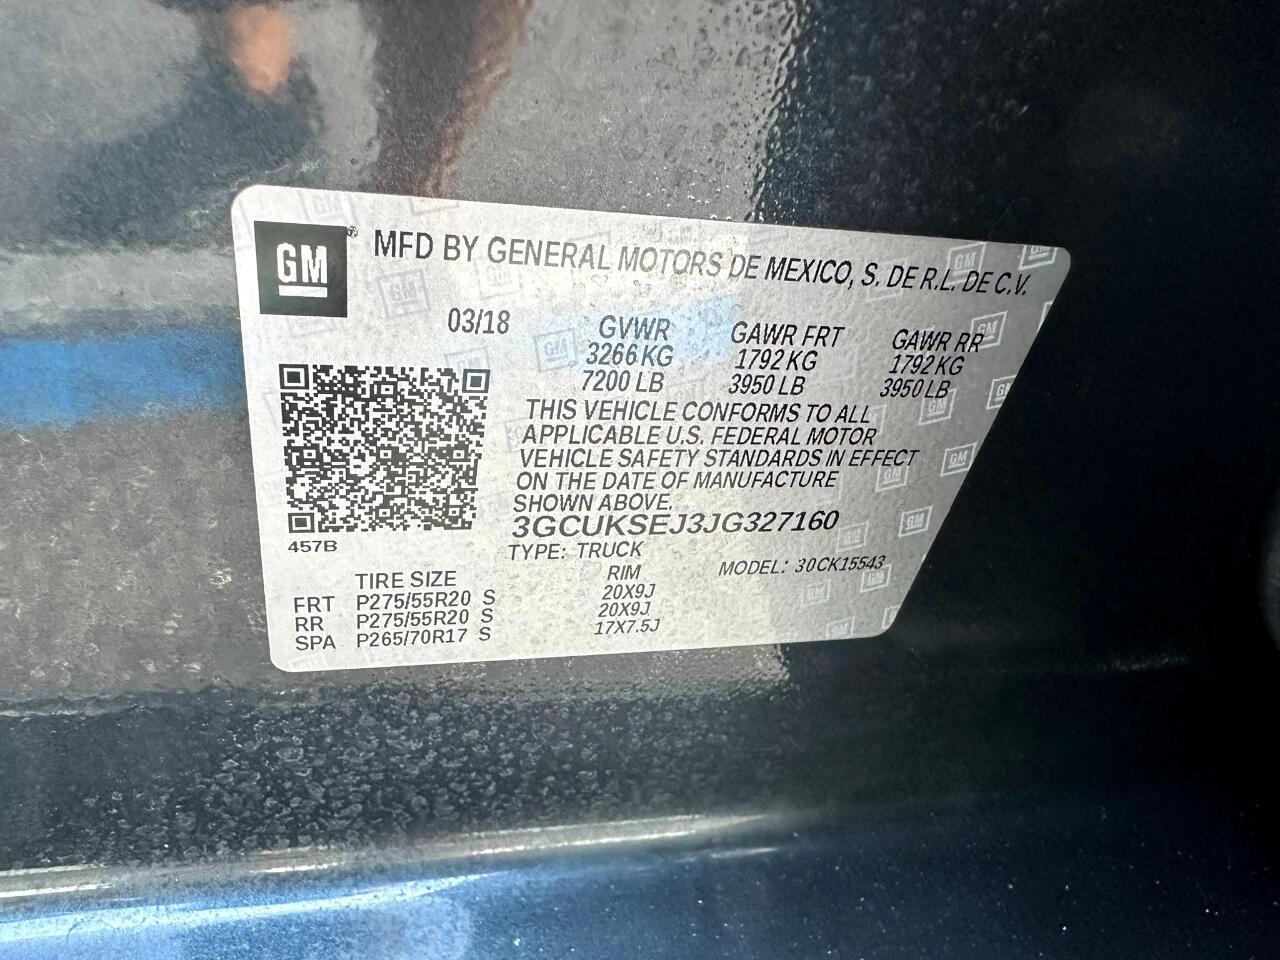 GM® MFD BY GENERAL MOTORS DE MEXICO, S. DE R.L. DE C.V.
03/18 GVWR GAWR FRT GAWR RR
3266 KG 1792 KG 1792 KG
7200 LB 3950 LB 3950 LB
THIS VEHICLE CONFORMS TO ALL
APPLICABLE U.S. FEDERAL MOTOR
VEHICLE SAFETY STANDARDS IN EFFECT
ON THE DATE OF MANUFACTURE
SHOWN ABOVE.
3GCUKSEJ3JG327160
457B
TYPE: TRUCK MODEL: 30CK15543
TIRE SIZE RIM
FRT P275/55R20 S 20X9J
RR P275/55R20 S 20X9J
SPA P265/70R17 S 17X7.5J